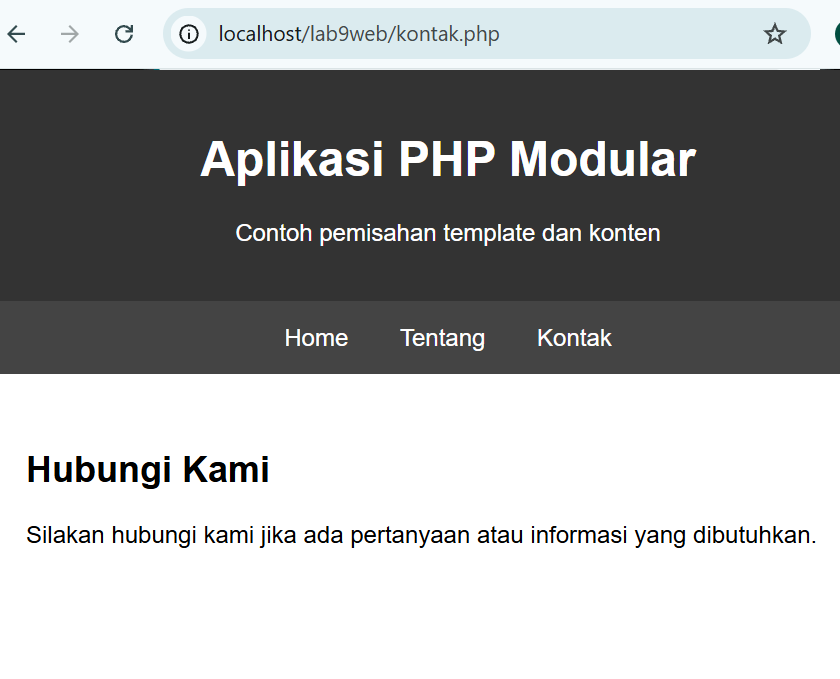 localhost/lab9web/kontak.php
Aplikasi PHP Modular
Contoh pemisahan template dan konten
Home Tentang Kontak
Hubungi Kami
Silakan hubungi kami jika ada pertanyaan atau informasi yang dibutuhkan.